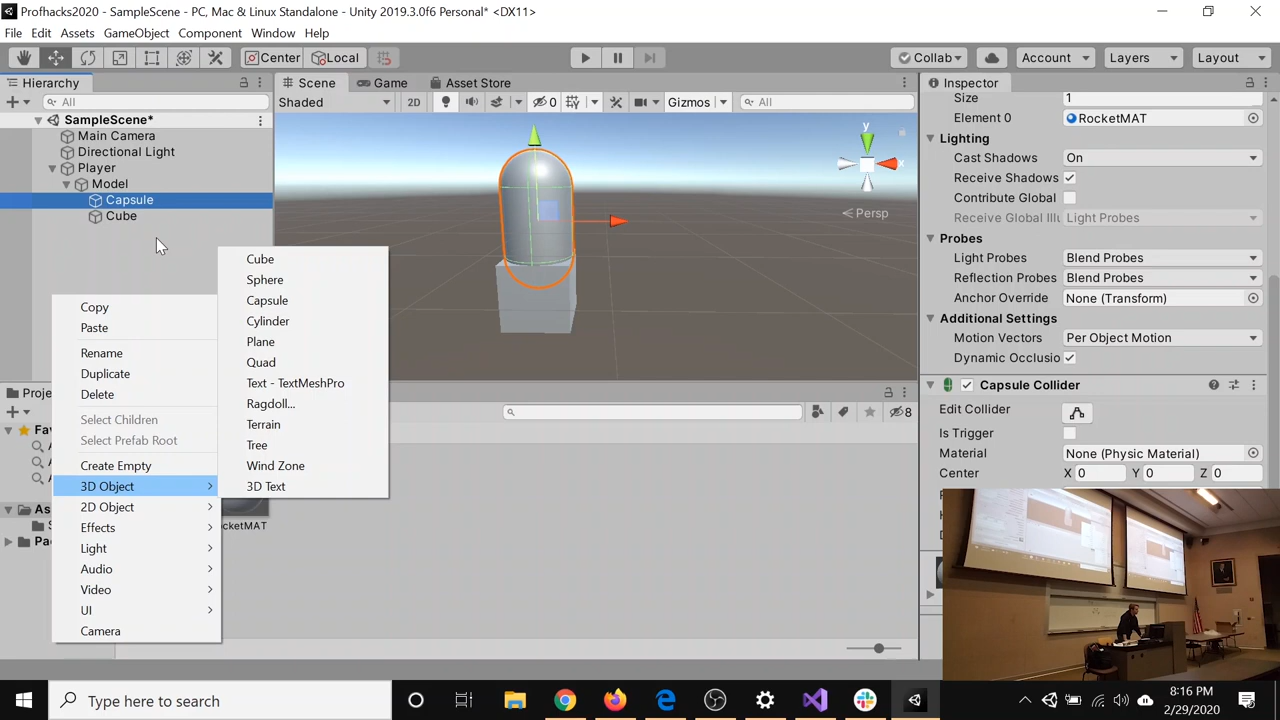 Profhacks2020 - SampleScene - PC, Mac & Linux Standalone - Unity 2019.3.0f6 Personal* <DX11>
File Edit Assets GameObject Component Window Help
Center Local Collab Account Layers Layout
Hierarchy Scene Game Asset Store Inspector
All Shaded 2D 0 Gizmos All
SampleScene*
Main Camera
Directional Light
Player
Model
Capsule
Cube
y
x
Persp
Size 1
Element 0 RocketMAT
Lighting
Cast Shadows On
Receive Shadows
Contribute Global
Receive Global Illu Light Probes
Probes
Light Probes Blend Probes
Reflection Probes Blend Probes
Anchor Override None (Transform)
Additional Settings
Motion Vectors Per Object Motion
Dynamic Occlusio
Capsule Collider
Edit Collider
Is Trigger
Material None (Physic Material)
Center X 0 Y 0 Z 0
Copy
Paste
Rename
Duplicate
Delete
Select Children
Select Prefab Root
Create Empty
3D Object
2D Object
Effects
Light
Audio
Video
UI
Camera
Cube
Sphere
Capsule
Cylinder
Plane
Quad
Text - TextMeshPro
Ragdoll...
Terrain
Tree
Wind Zone
3D Text
Proje
8
Fav
Ass
Pac
cketMAT
Type here to search
8:16 PM
2/29/2020